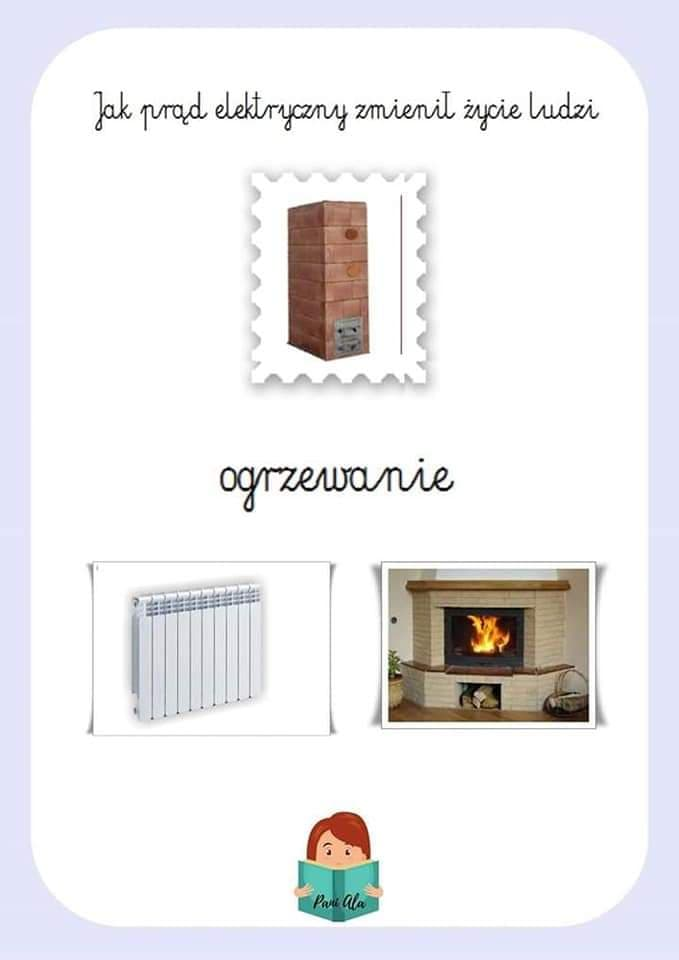 Jak prąd elektryczny zmienił życie ludzi
ogrzewanie
Pani Ala